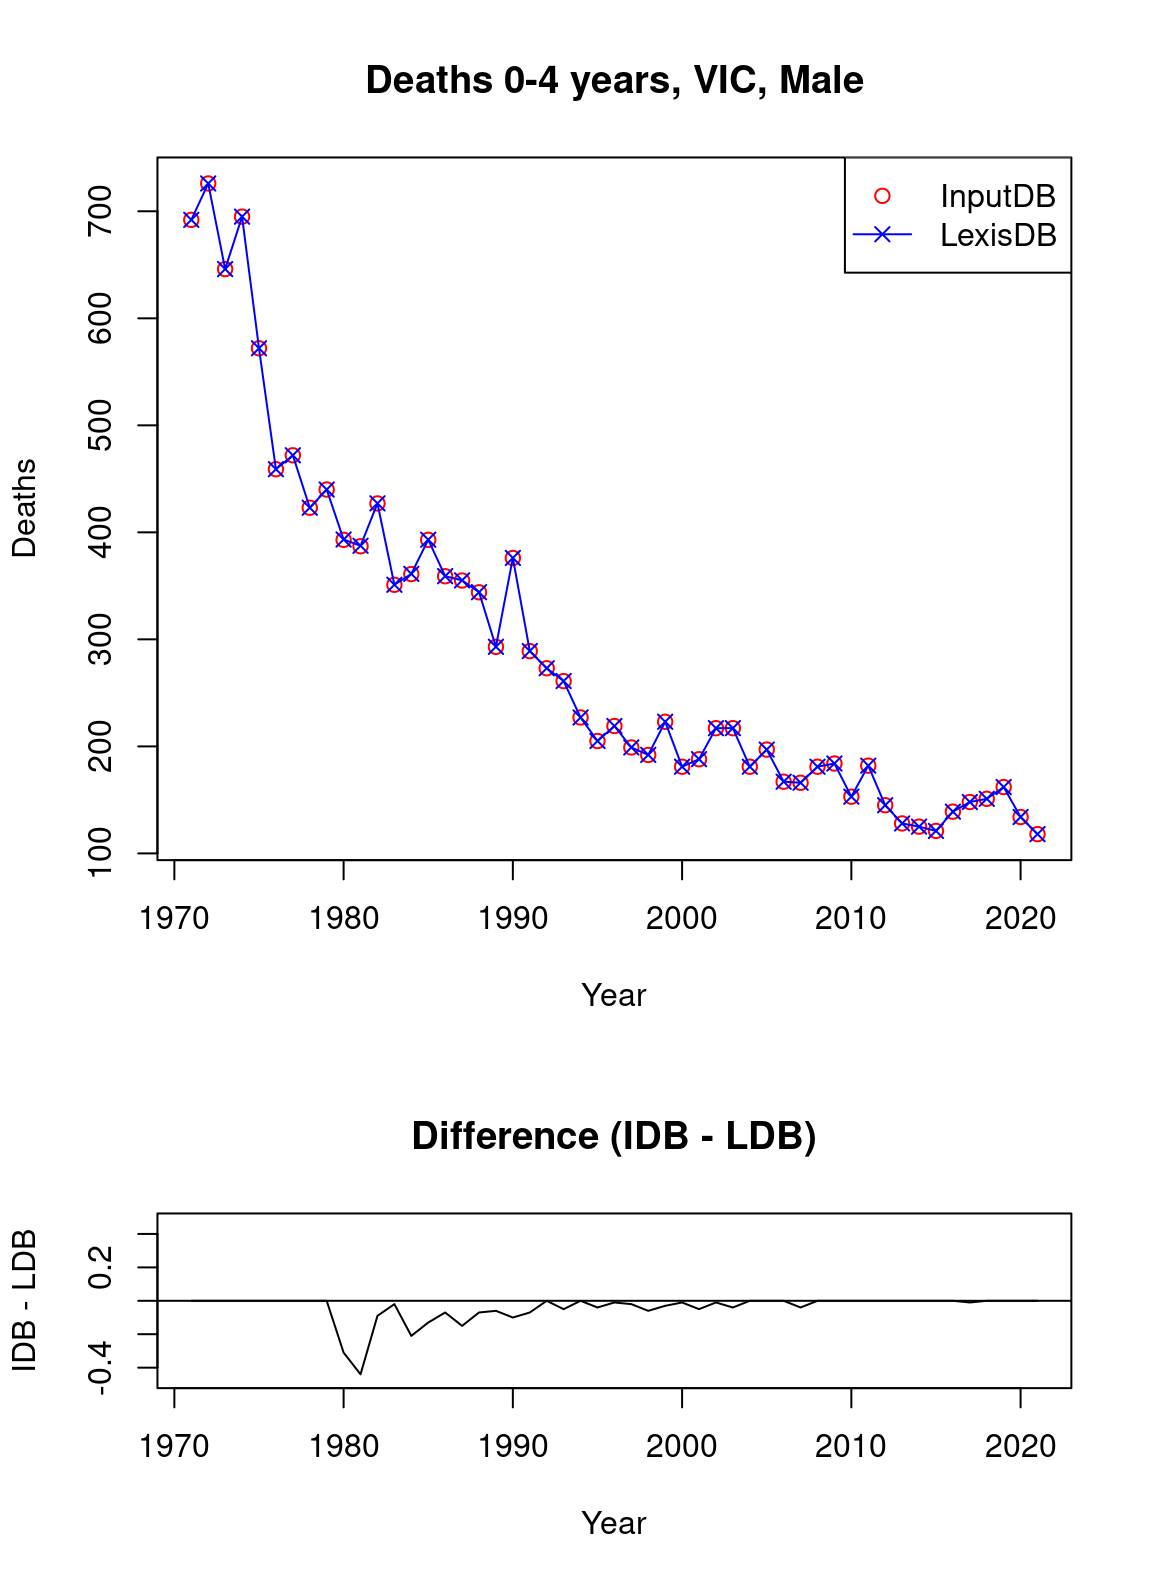 Deaths 0-4 years, VIC, Male
InputDB
LexisDB
Deaths
700
600
500
400
300
200
100
1970 1980 1990 2000 2010 2020
Year
Difference (IDB - LDB)
IDB - LDB
0.2
-0.4
1970 1980 1990 2000 2010 2020
Year